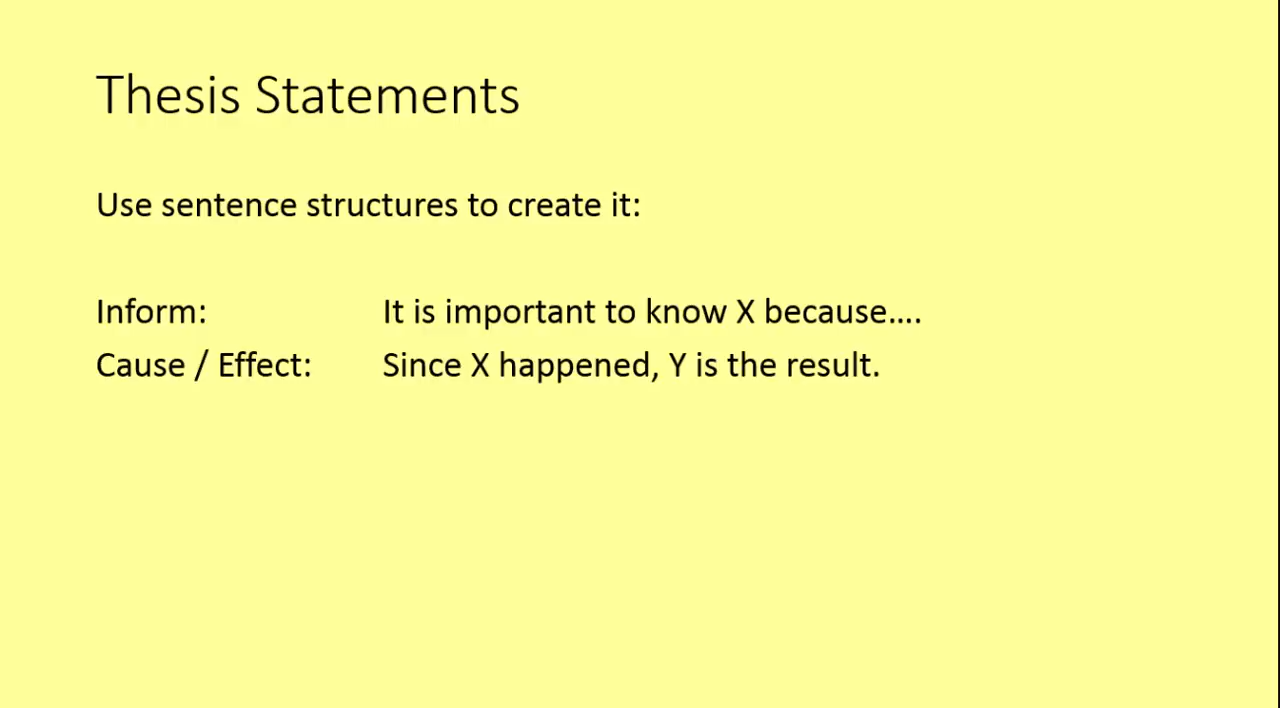 Thesis Statements
Use sentence structures to create it:
Inform: It is important to know X because....
Cause / Effect: Since X happened, Y is the result.